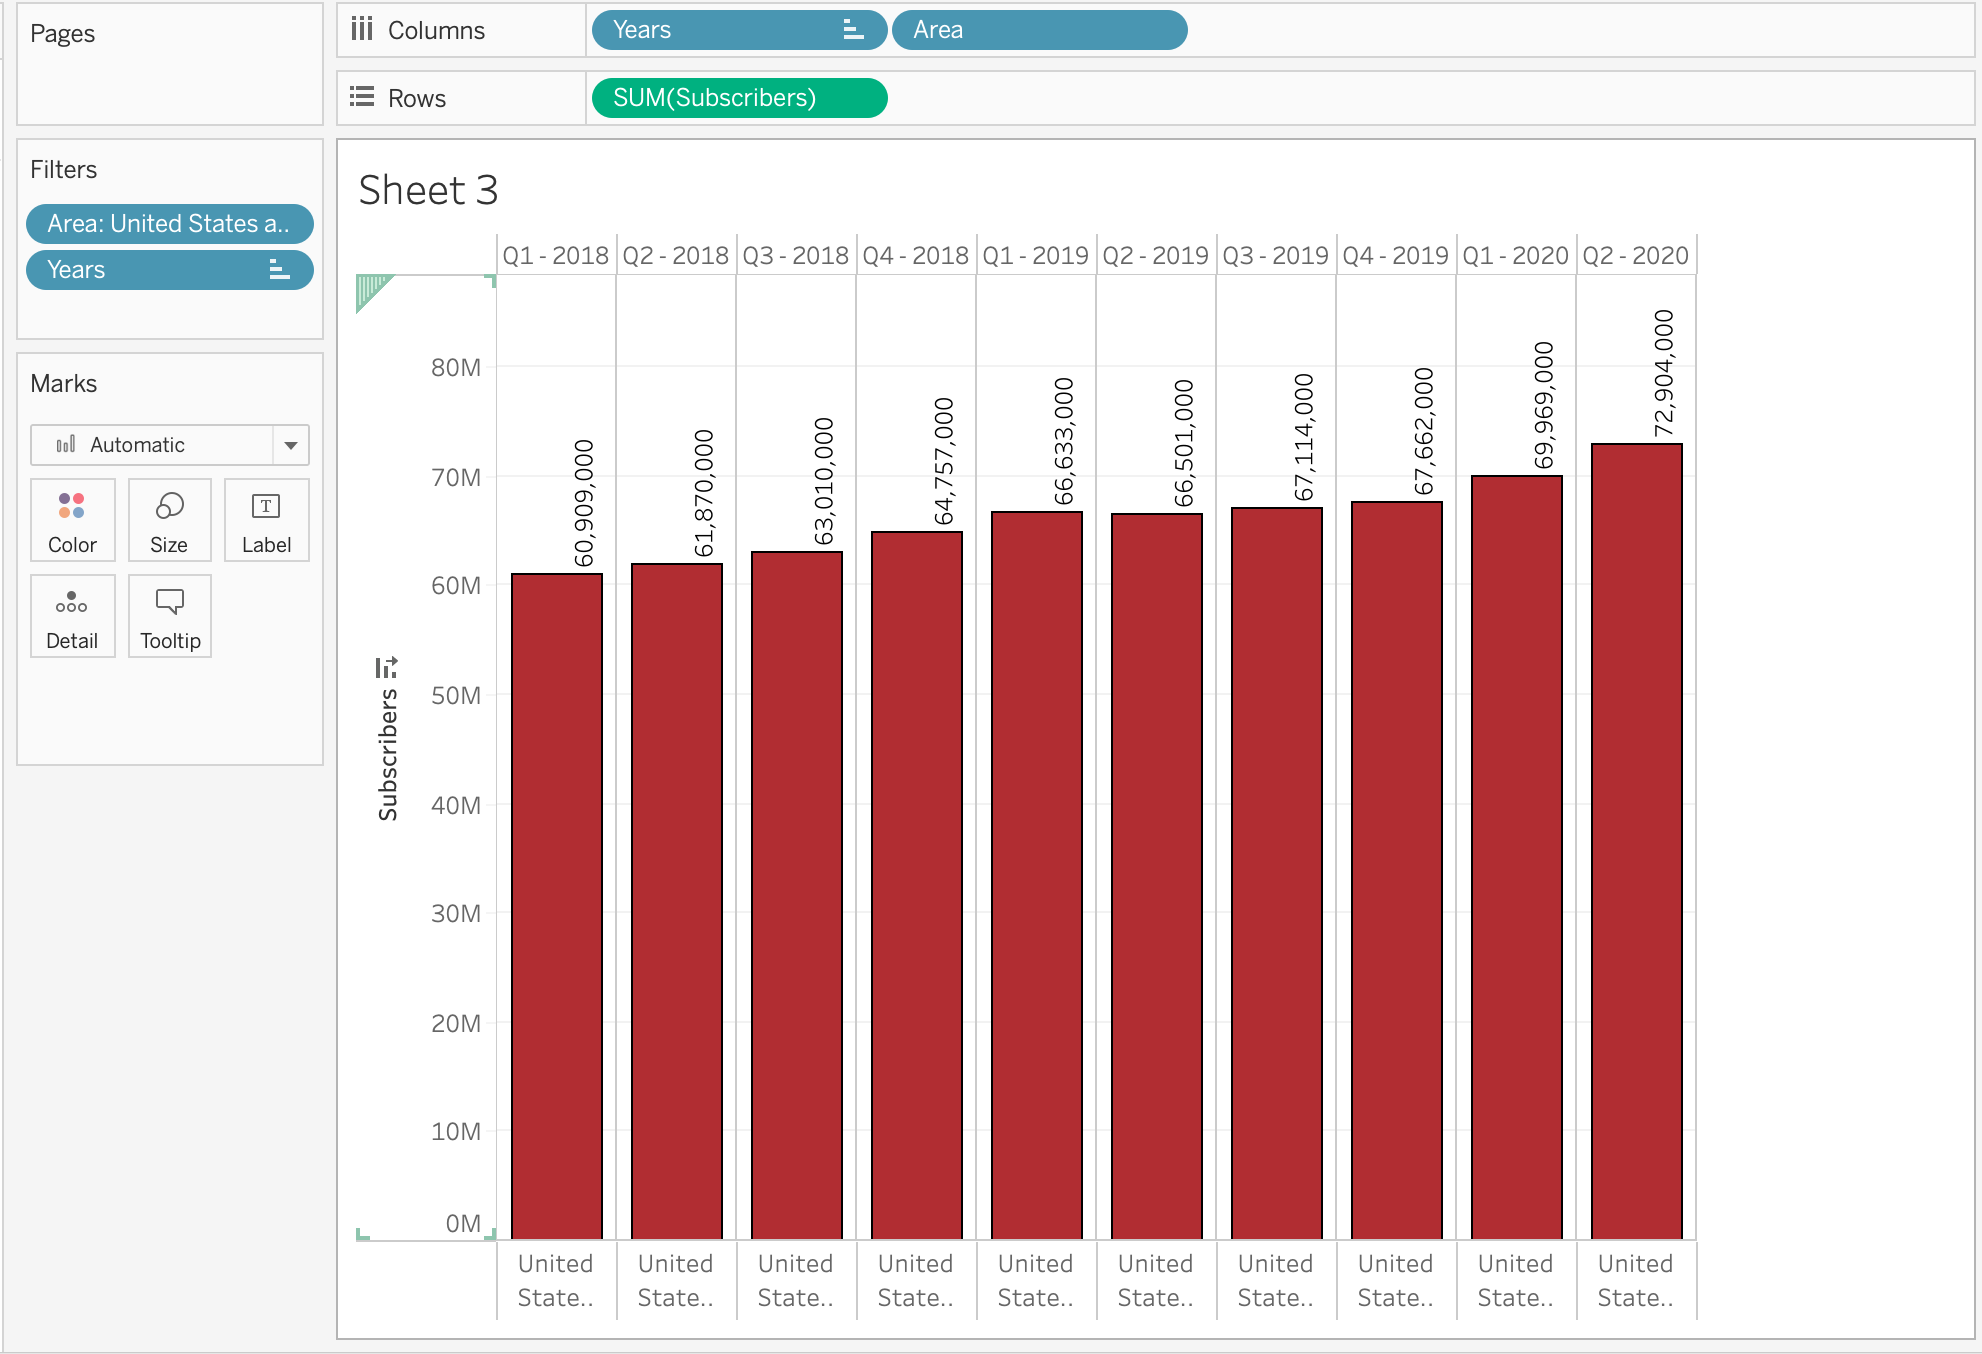 Pages
Columns
Years
Area
Rows
SUM(Subscribers)
Filters
Area: United States a..
Years
Marks
Automatic
Color
Size
T
Label
Detail
Tooltip
Sheet 3
Q1 - 2018
Q2 - 2018
Q3 - 2018
Q4 - 2018
Q1 - 2019
Q2 - 2019
Q3 - 2019
Q4 - 2019
Q1 - 2020
Q2 - 2020
Subscribers
80M
70M
60M
50M
40M
30M
20M
10M
0M
60,909,000
61,870,000
63,010,000
64,757,000
66,633,000
66,501,000
67,114,000
67,662,000
69,969,000
72,904,000
United
State..
United
State..
United
State..
United
State..
United
State..
United
State..
United
State..
United
State..
United
State..
United
State..